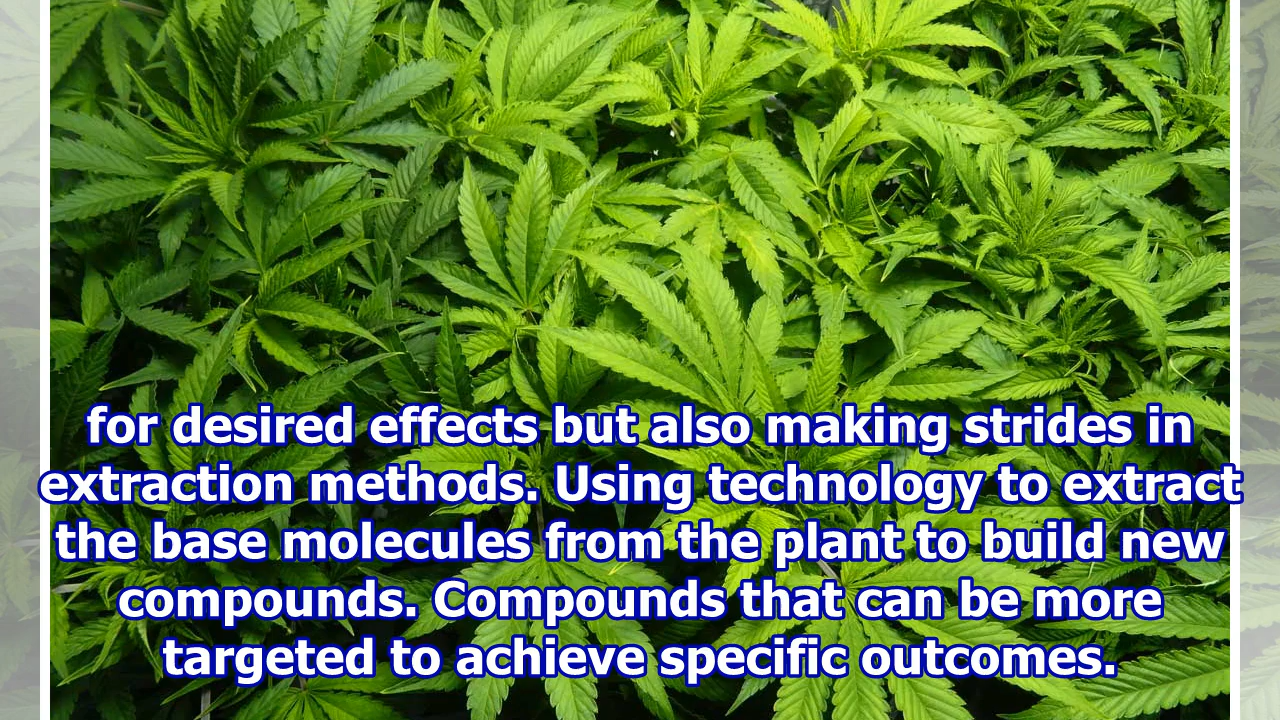 for desired effects but also making strides in
extraction methods. Using technology to extract
the base molecules from the plant to build new
compounds. Compounds that can be more
targeted to achieve specific outcomes.